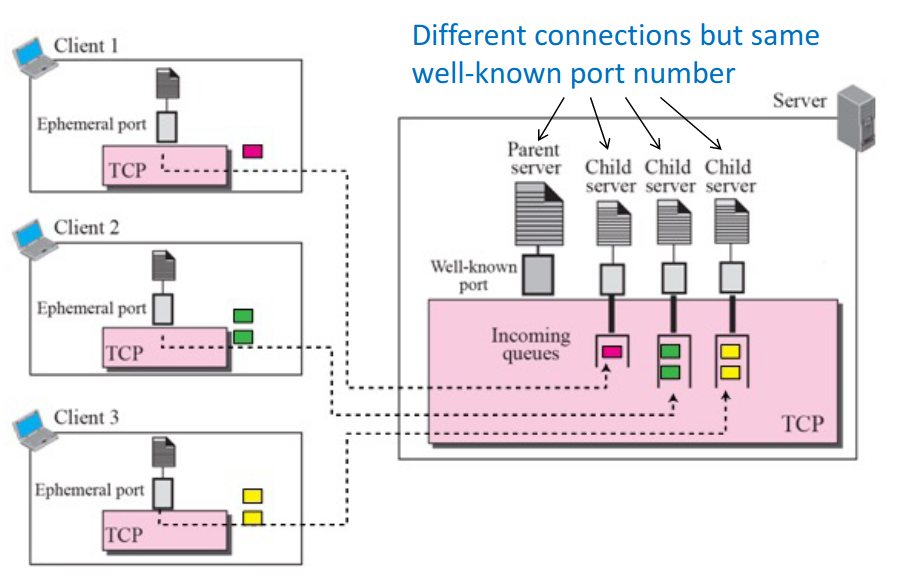 Different connections but same
well-known port number
Client 1
Ephemeral port
TCP
Client 2
Ephemeral port
TCP
Client 3
Ephemeral port
TCP
Server
Parent
server
Child
server
Child
server
Child
server
Well-known
port
Incoming
queues
TCP